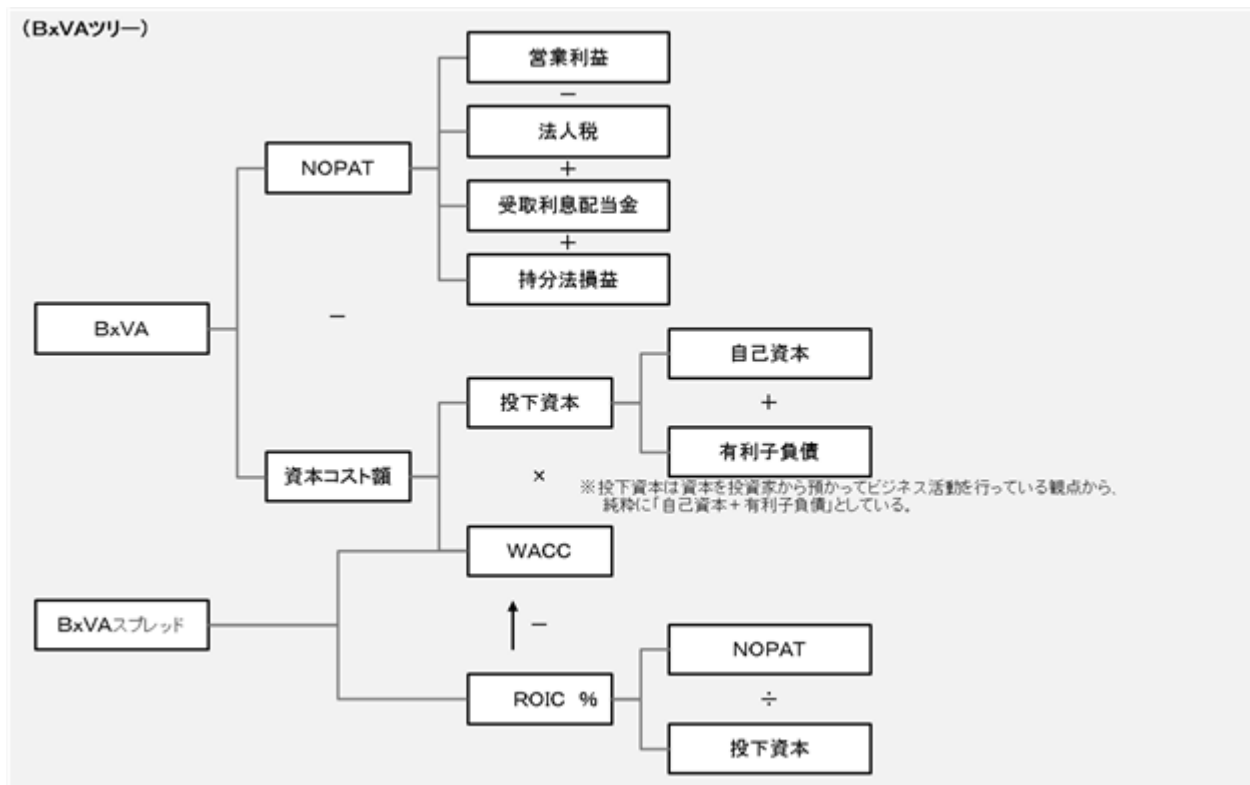 （BxVAツリー）
営業利益
－
法人税
＋
NOPAT
受取利息配当金
＋
持分法損益
－
BxVA
自己資本
投下資本
＋
有利子負債
資本コスト額
×
※投下資本は資本を投資家から預かってビジネス活動を行っている観点から、
純粋に「自己資本＋有利子負債」としている。
WACC
BxVAスプレッド
－
NOPAT
ROIC %
÷
投下資本